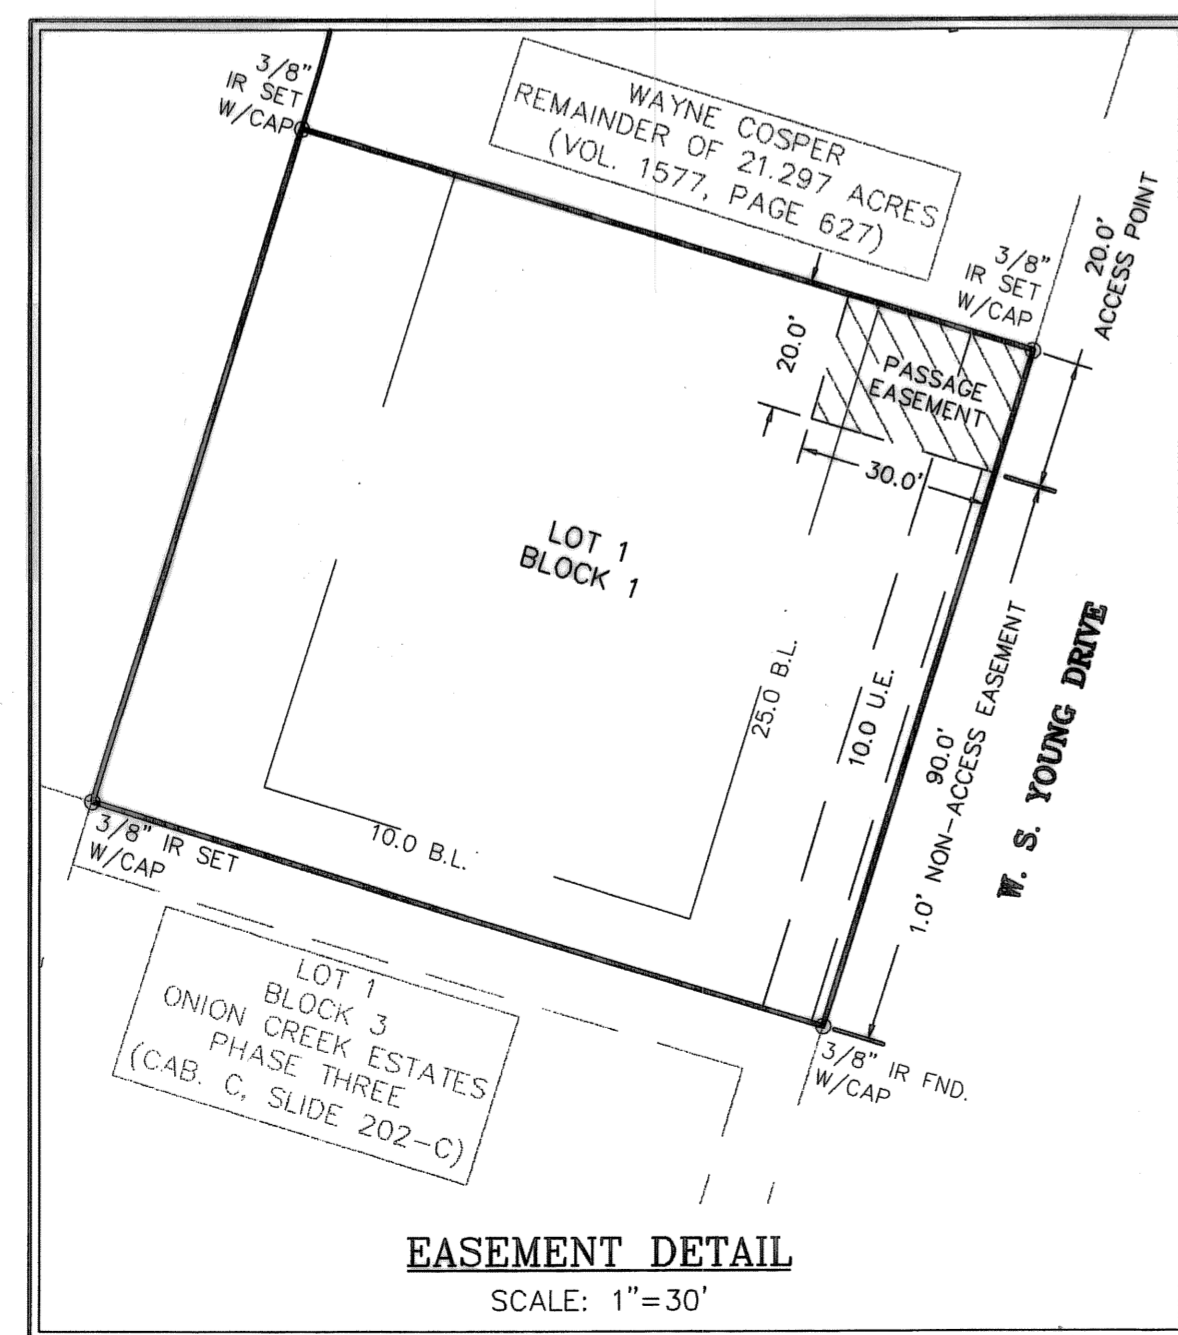 3/8"
IR SET
W/CAP
WAYNE COSPER
REMAINDER OF 21.297 ACRES
(VOL. 1577, PAGE 627)
3/8"
IR SET
W/CAP
20.0'
ACCESS POINT
20.0'
PASSAGE
EASEMENT
30.0'
LOT 1
BLOCK 1
25.0 B.L.
10.0 U.E.
90.0'
1.0' NON-ACCESS EASEMENT
W. S. YOUNG DRIVE
10.0 B.L.
3/8" IR SET
W/CAP
LOT 1
BLOCK 3
ONION CREEK ESTATES
PHASE THREE
(CAB. C, SLIDE 202-C)
3/8" IR FND.
W/CAP
EASEMENT DETAIL
SCALE: 1"=30'